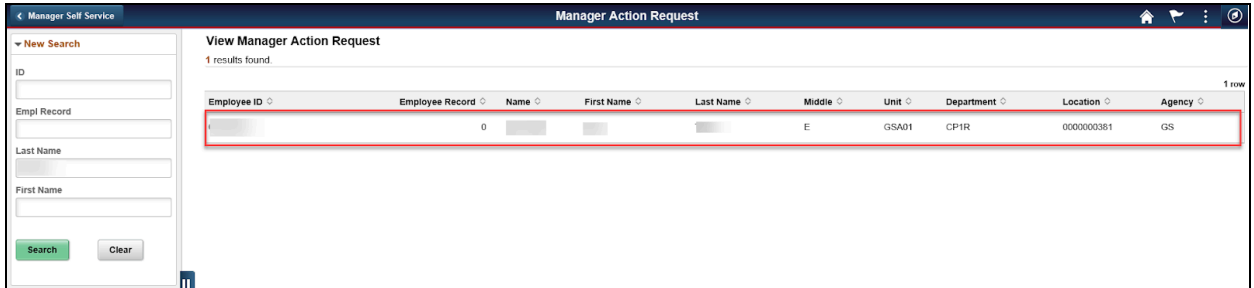 Manager Self Service
Manager Action Request
New Search
ID
Empl Record
Last Name
First Name
Search Clear
View Manager Action Request
1 results found.
1 row
Employee ID Employee Record Name First Name Last Name Middle Unit Department Location Agency
0 E GSA01 CP1R 0000000381 GS